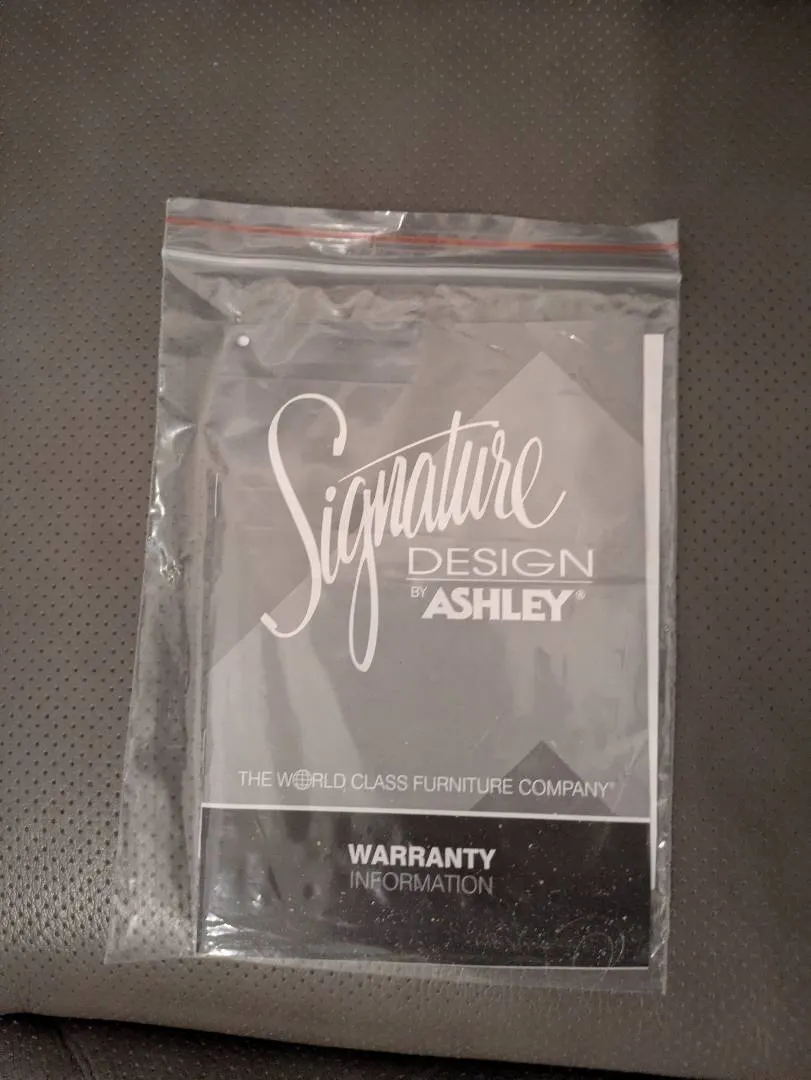 Signature
DESIGN
BY ASHLEY®
THE WORLD CLASS FURNITURE COMPANY®
WARRANTY
INFORMATION